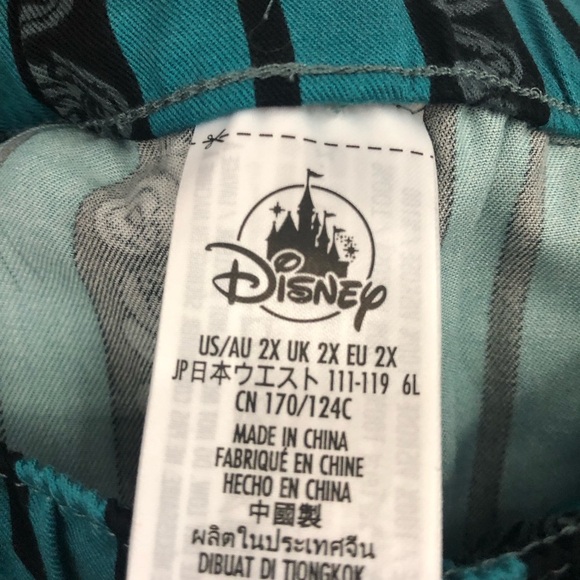 Disney
US/AU 2X UK 2X EU 2X
JP日本ウエスト 111-119 6L
CN 170/124C
MADE IN CHINA
FABRIQUÉ EN CHINE
HECHO EN CHINA
中國製
ผลิตในประเทศจีน
DIBUAT DI TIONGKOK